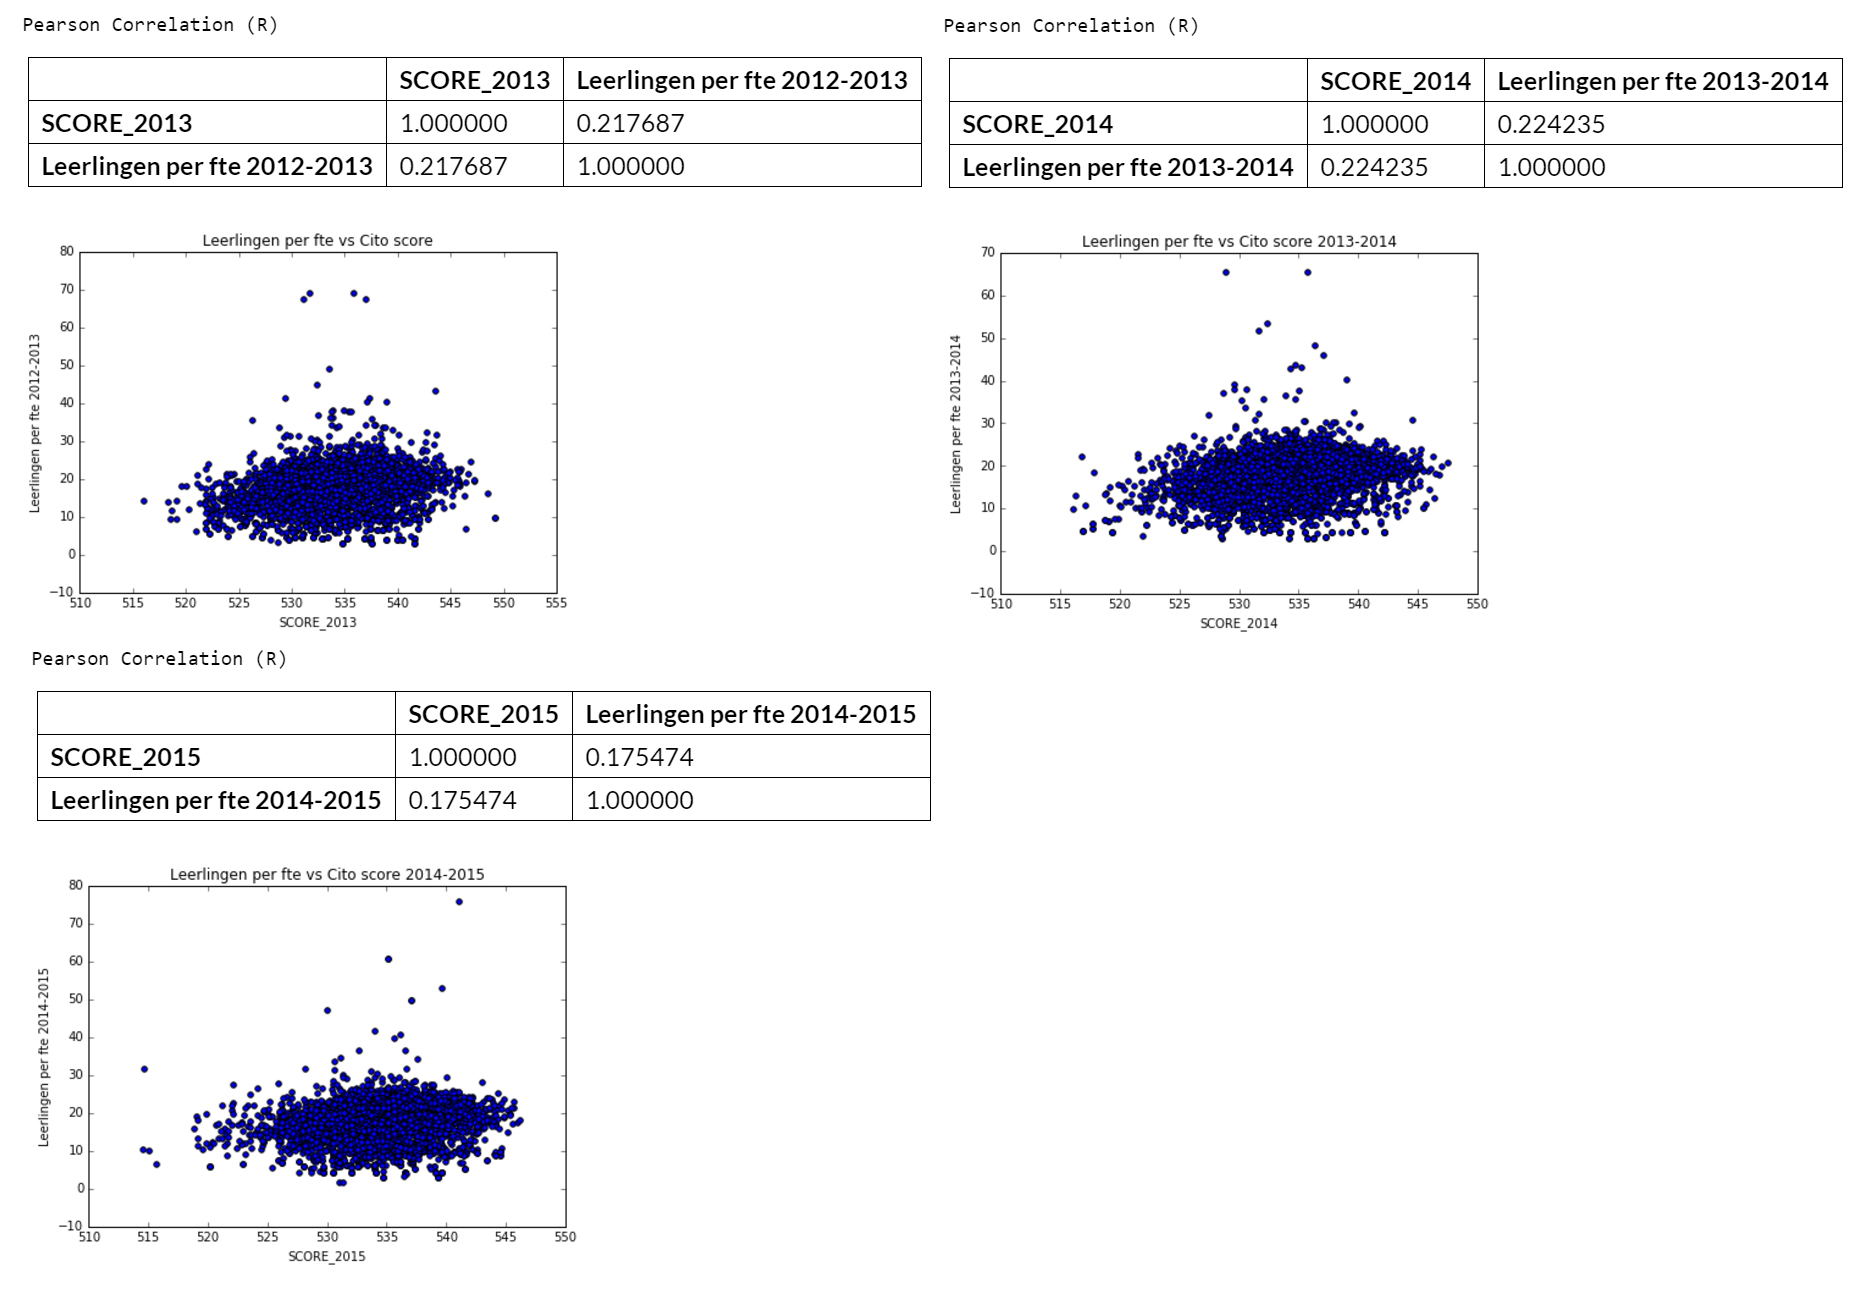 Pearson Correlation (R)
SCORE_2013 Leerlingen per fte 2012-2013
SCORE_2013 1.000000 0.217687
Leerlingen per fte 2012-2013 0.217687 1.000000
Leerlingen per fte vs Cito score
80
70
60
50
40
30
20
10
0
−10
Leerlingen per fte 2012-2013
510 515 520 525 530 535 540 545 550 555
SCORE_2013
Pearson Correlation (R)
SCORE_2014 Leerlingen per fte 2013-2014
SCORE_2014 1.000000 0.224235
Leerlingen per fte 2013-2014 0.224235 1.000000
Leerlingen per fte vs Cito score 2013-2014
70
60
50
40
30
20
10
0
−10
Leerlingen per fte 2013-2014
510 515 520 525 530 535 540 545 550
SCORE_2014
Pearson Correlation (R)
SCORE_2015 Leerlingen per fte 2014-2015
SCORE_2015 1.000000 0.175474
Leerlingen per fte 2014-2015 0.175474 1.000000
Leerlingen per fte vs Cito score 2014-2015
80
70
60
50
40
30
20
10
0
−10
Leerlingen per fte 2014-2015
510 515 520 525 530 535 540 545 550
SCORE_2015